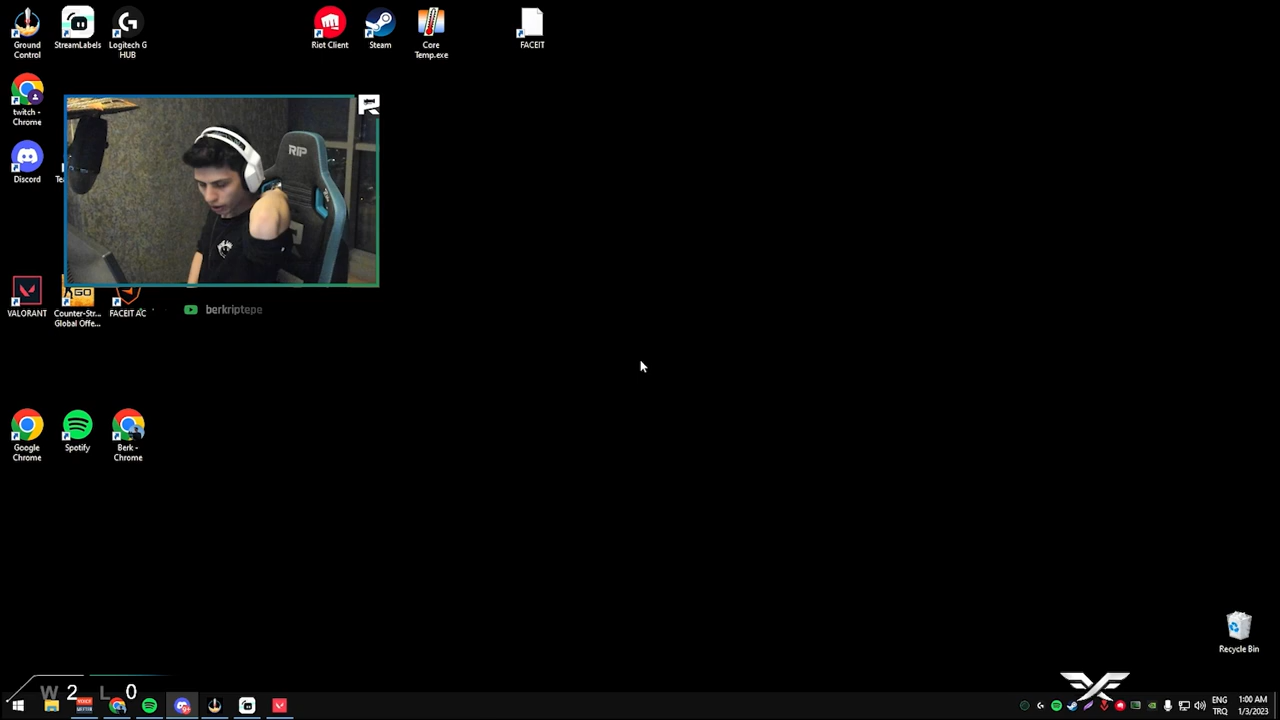 Ground
Control
StreamLabels
Logitech G
HUB
Riot Client
Steam
Core
Temp.exe
FACEIT
twitch -
Chrome
Discord
RIP
VALORANT
GO
Counter-Str...
Global Offe...
FACEIT AC
berkriptepe
Google
Chrome
Spotify
Berk -
Chrome
Recycle Bin
W 2 L 0
ENG
TRQ
1:00 AM
1/3/2023